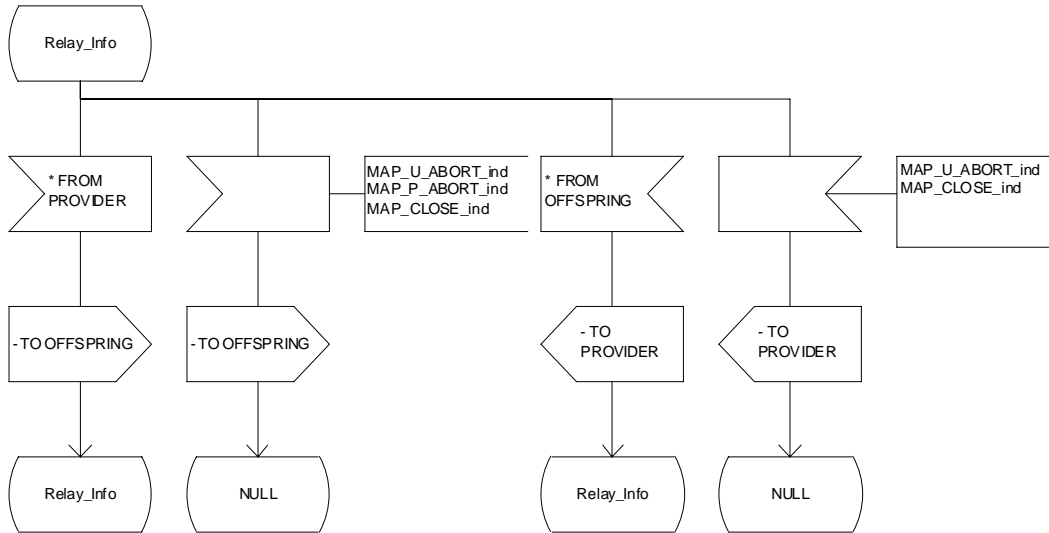 Relay_Info
* FROM
PROVIDER
MAP_U_ABORT_ind
MAP_P_ABORT_ind
MAP_CLOSE_ind
* FROM
OFFSPRING
MAP_U_ABORT_ind
MAP_CLOSE_ind
- TO OFFSPRING
- TO OFFSPRING
- TO
PROVIDER
- TO
PROVIDER
Relay_Info
NULL
Relay_Info
NULL